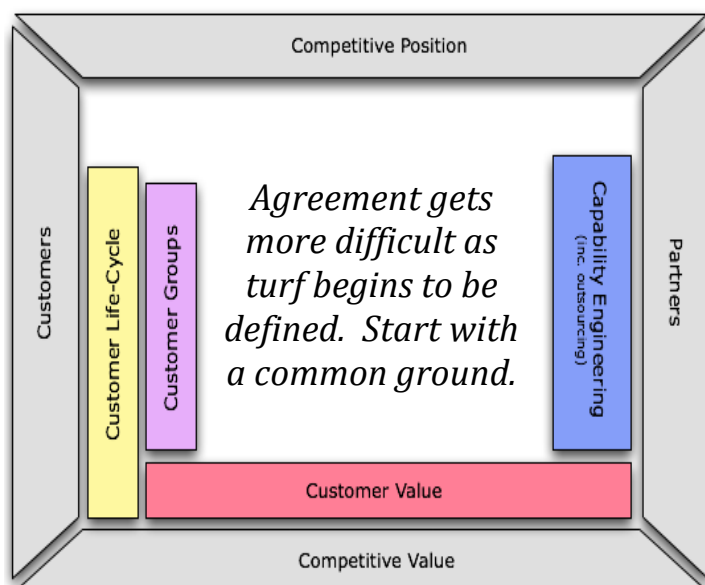 Competitive Position
Customers
Customer Life-Cycle
Customer Groups
Agreement gets
more difficult as
turf begins to be
defined.  Start with
a common ground.
Capability Engineering
(inc. outsourcing)
Partners
Customer Value
Competitive Value